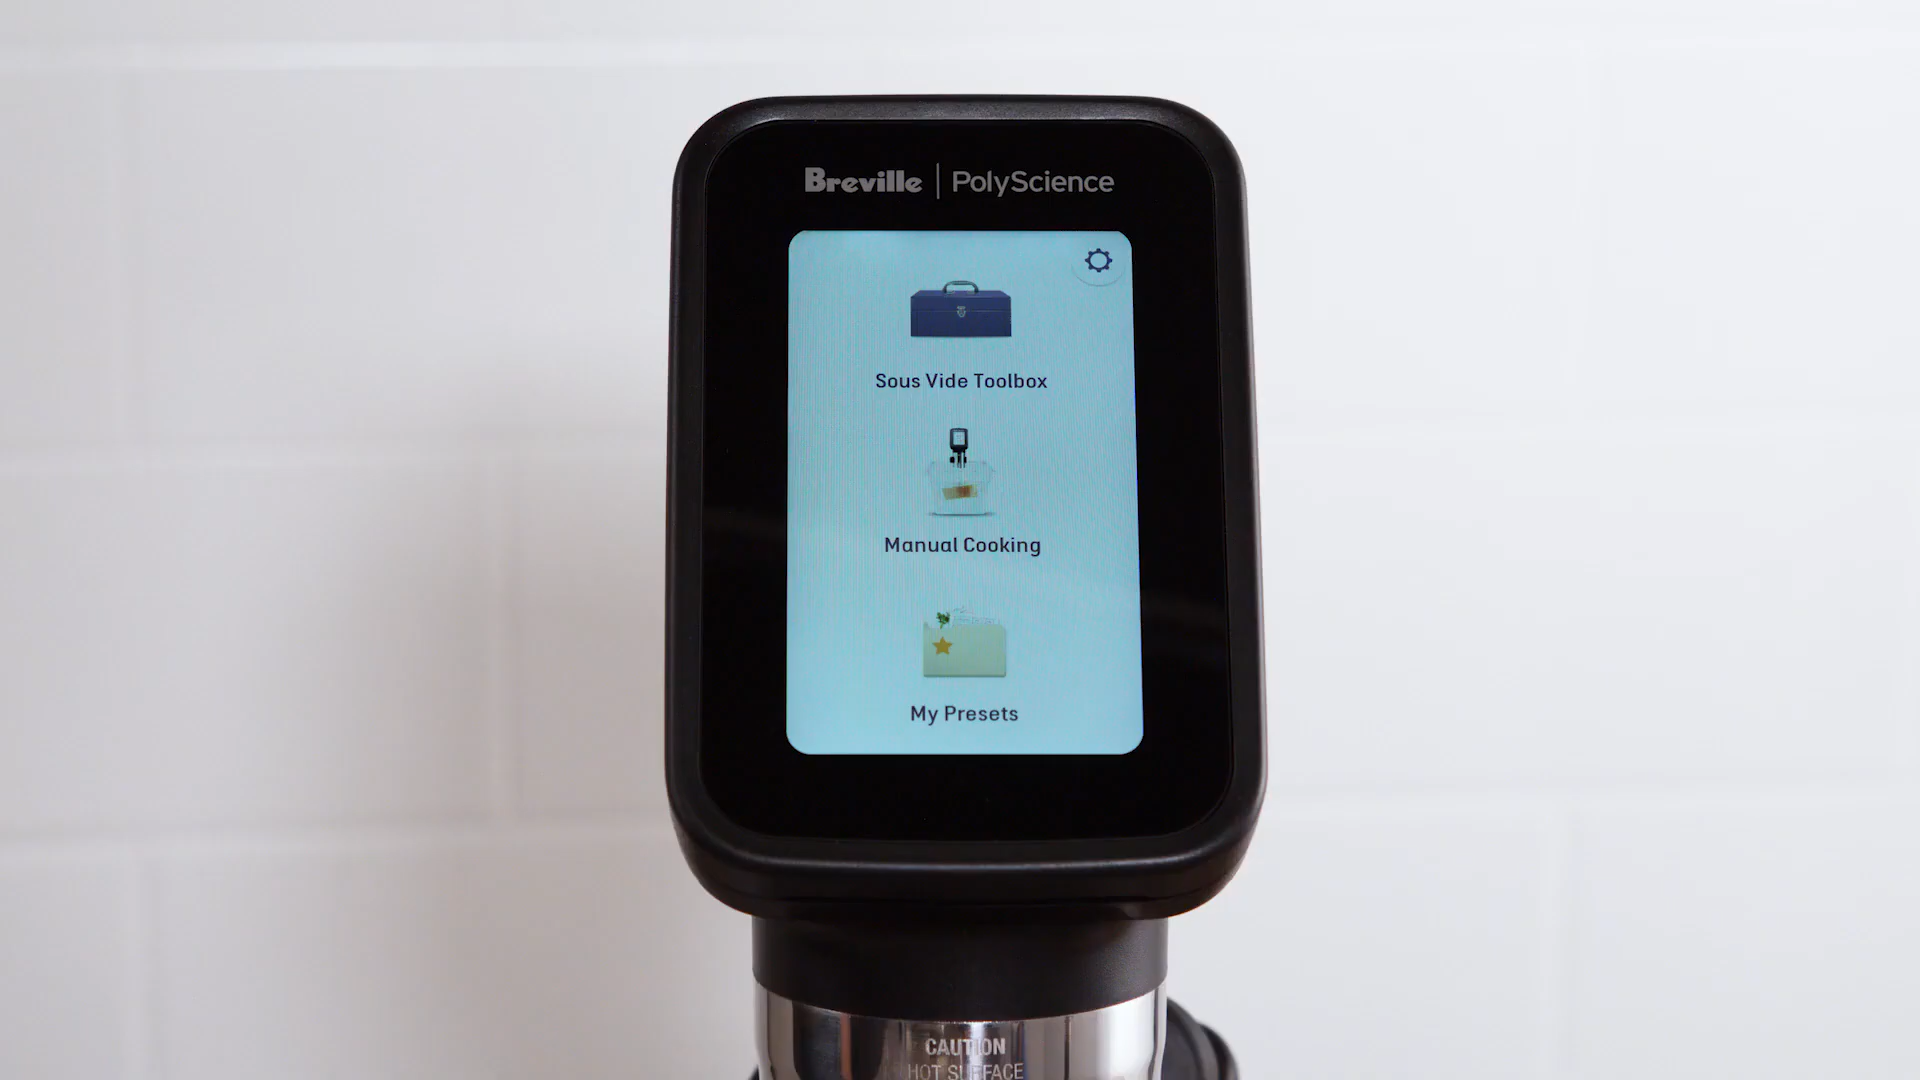 Breville | PolyScience
Sous Vide Toolbox
Manual Cooking
My Presets
CAUTION
HOT SURFACE